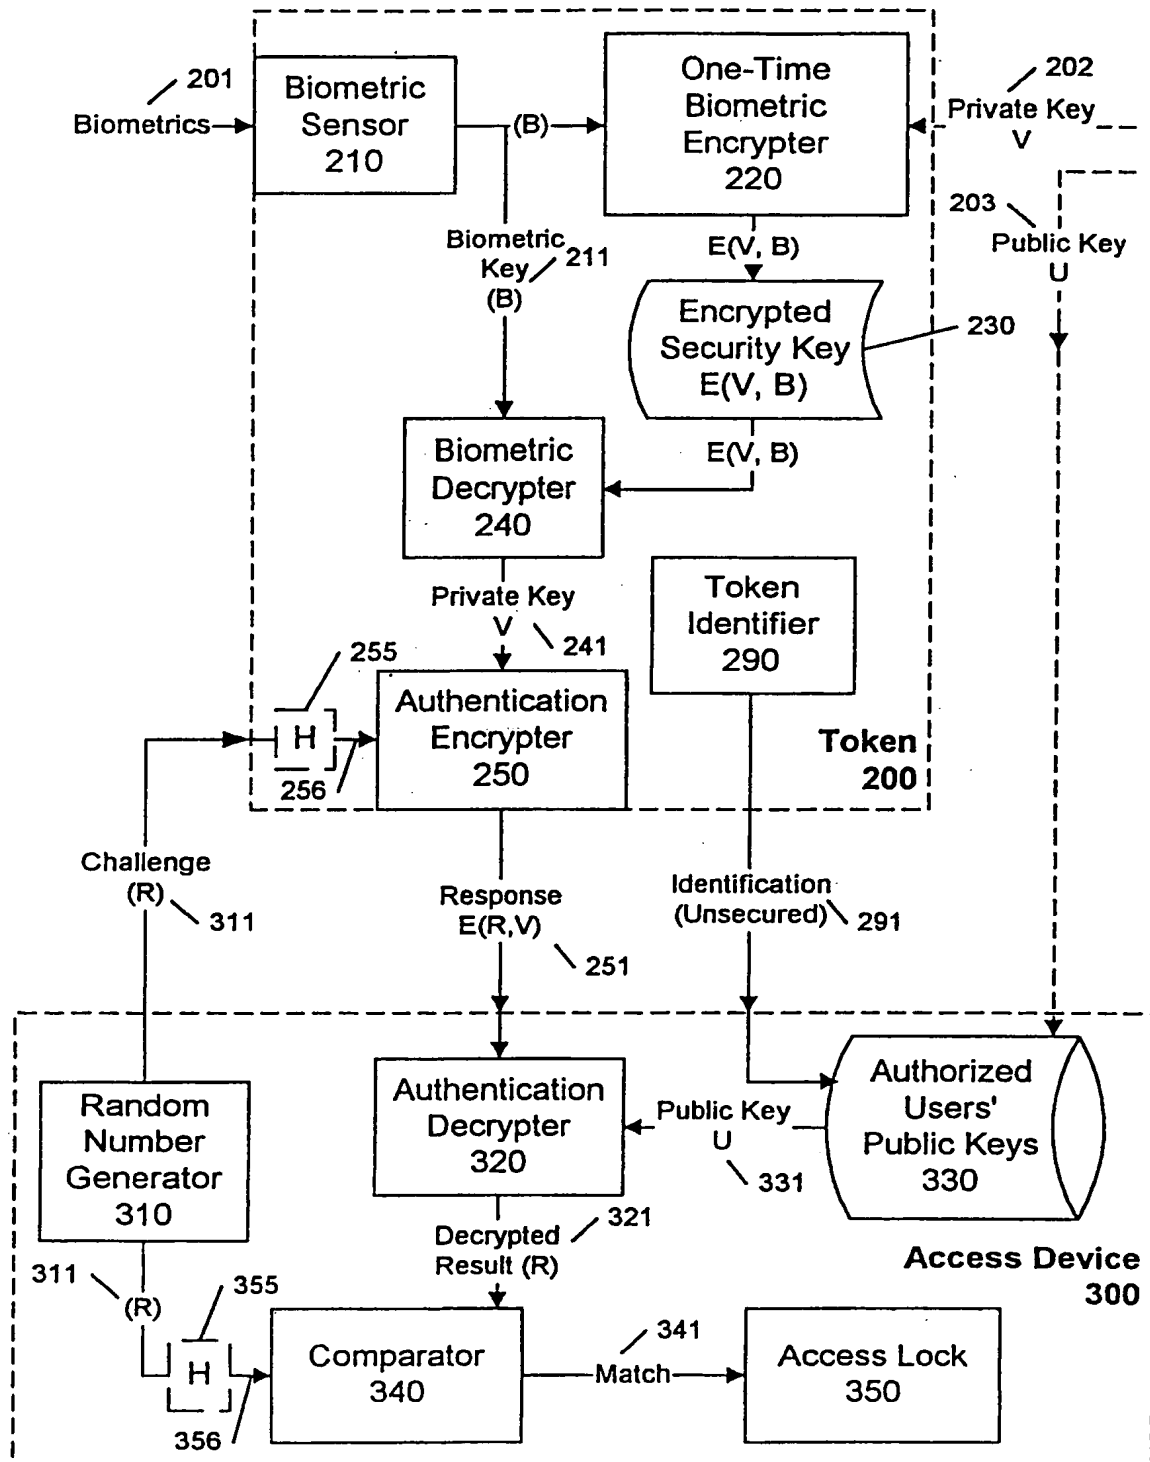 201
Biometrics
Biometric
Sensor
210
(B)
One-Time
Biometric
Encrypter
220
202
Private Key
V
203
Public Key
U
Biometric
Key
(B)
211
E(V, B)
Encrypted
Security Key
E(V, B)
230
E(V, B)
Biometric
Decrypter
240
Private Key
V
241
Token
Identifier
290
255
H
256
Authentication
Encrypter
250
Token
200
Challenge
(R)
311
Response
E(R,V)
251
Identification
(Unsecured)
291
Random
Number
Generator
310
Authentication
Decrypter
320
Public Key
U
331
Authorized
Users'
Public Keys
330
321
Decrypted
Result (R)
Access Device
300
311
(R)
355
H
356
Comparator
340
341
Match
Access Lock
350